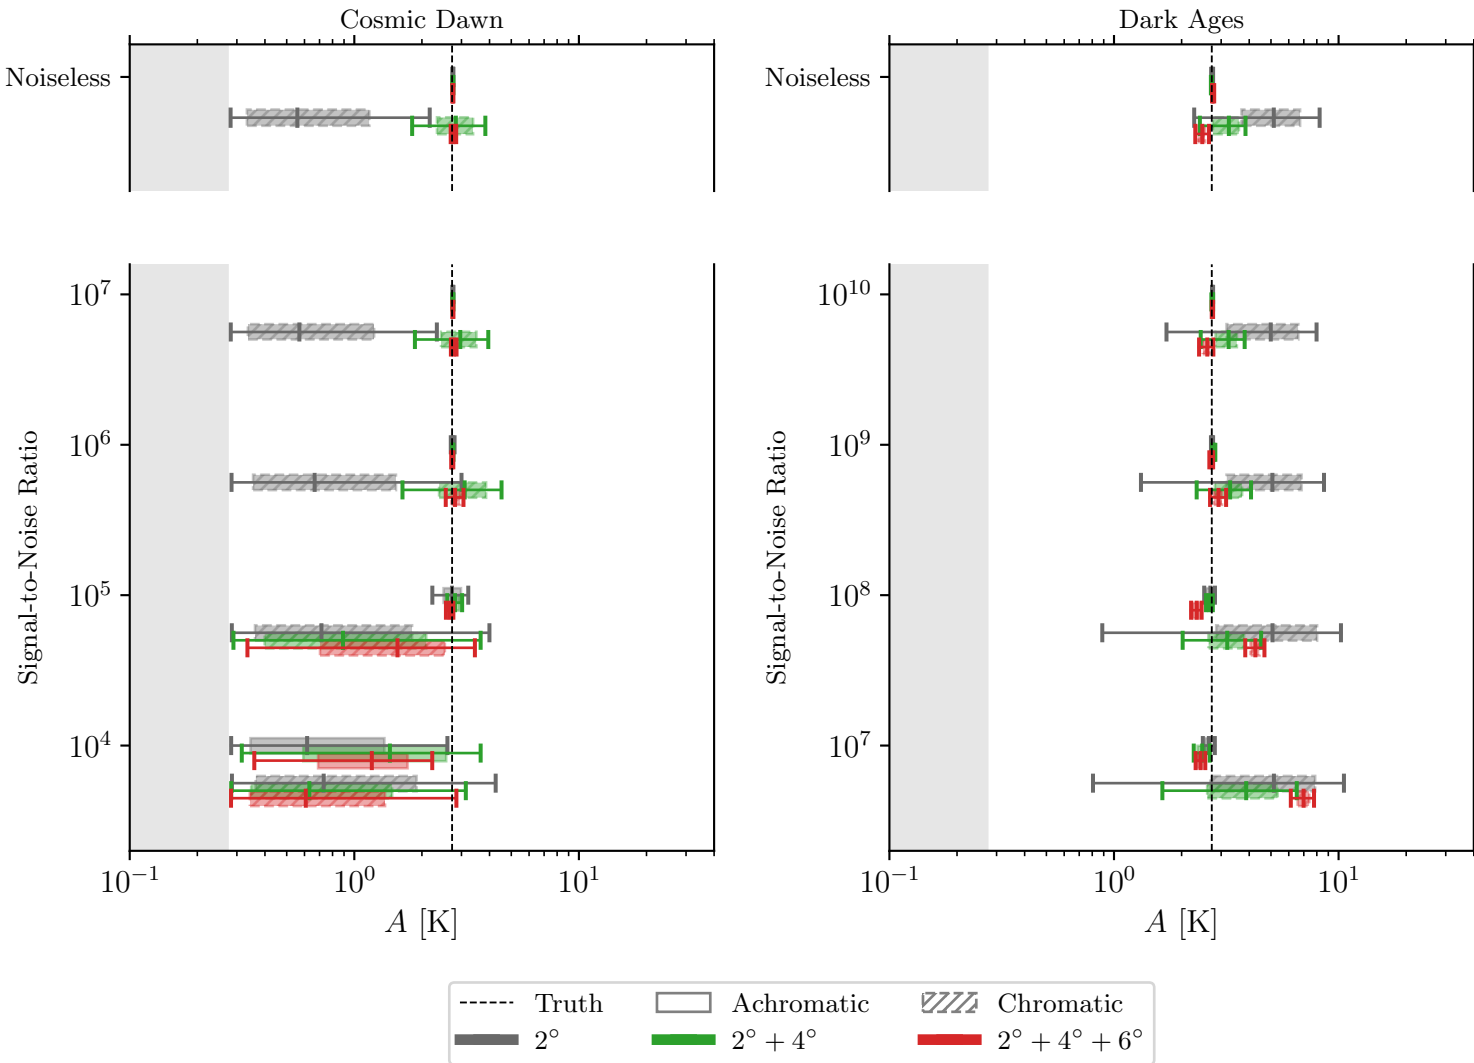 Cosmic Dawn
Dark Ages
Noiseless
Noiseless
10^7
10^6
10^5
10^4
Signal-to-Noise Ratio
10^10
10^9
10^8
10^7
Signal-to-Noise Ratio
10^−1 10^0 10^1
A [K]
10^−1 10^0 10^1
A [K]
Truth Achromatic Chromatic
2° 2° + 4° 2° + 4° + 6°